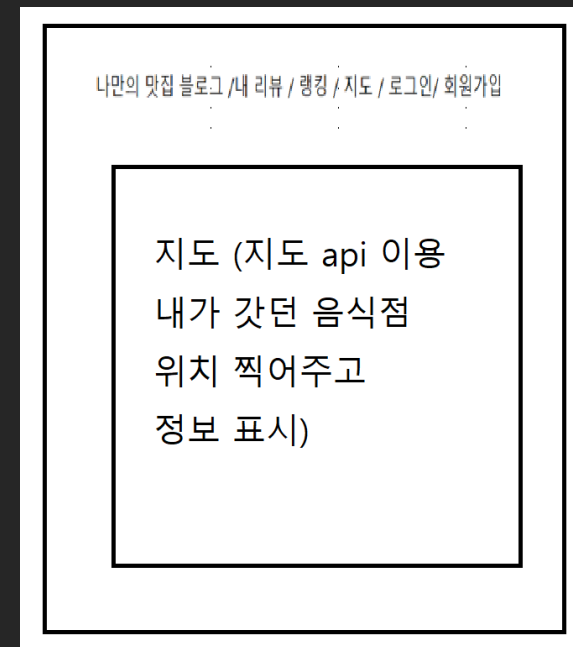 나만의 맛집 블로그 /내 리뷰 / 랭킹 / 지도 / 로그인/ 회원가입
지도 (지도 api 이용
내가 갓던 음식점
위치 찍어주고
정보 표시)